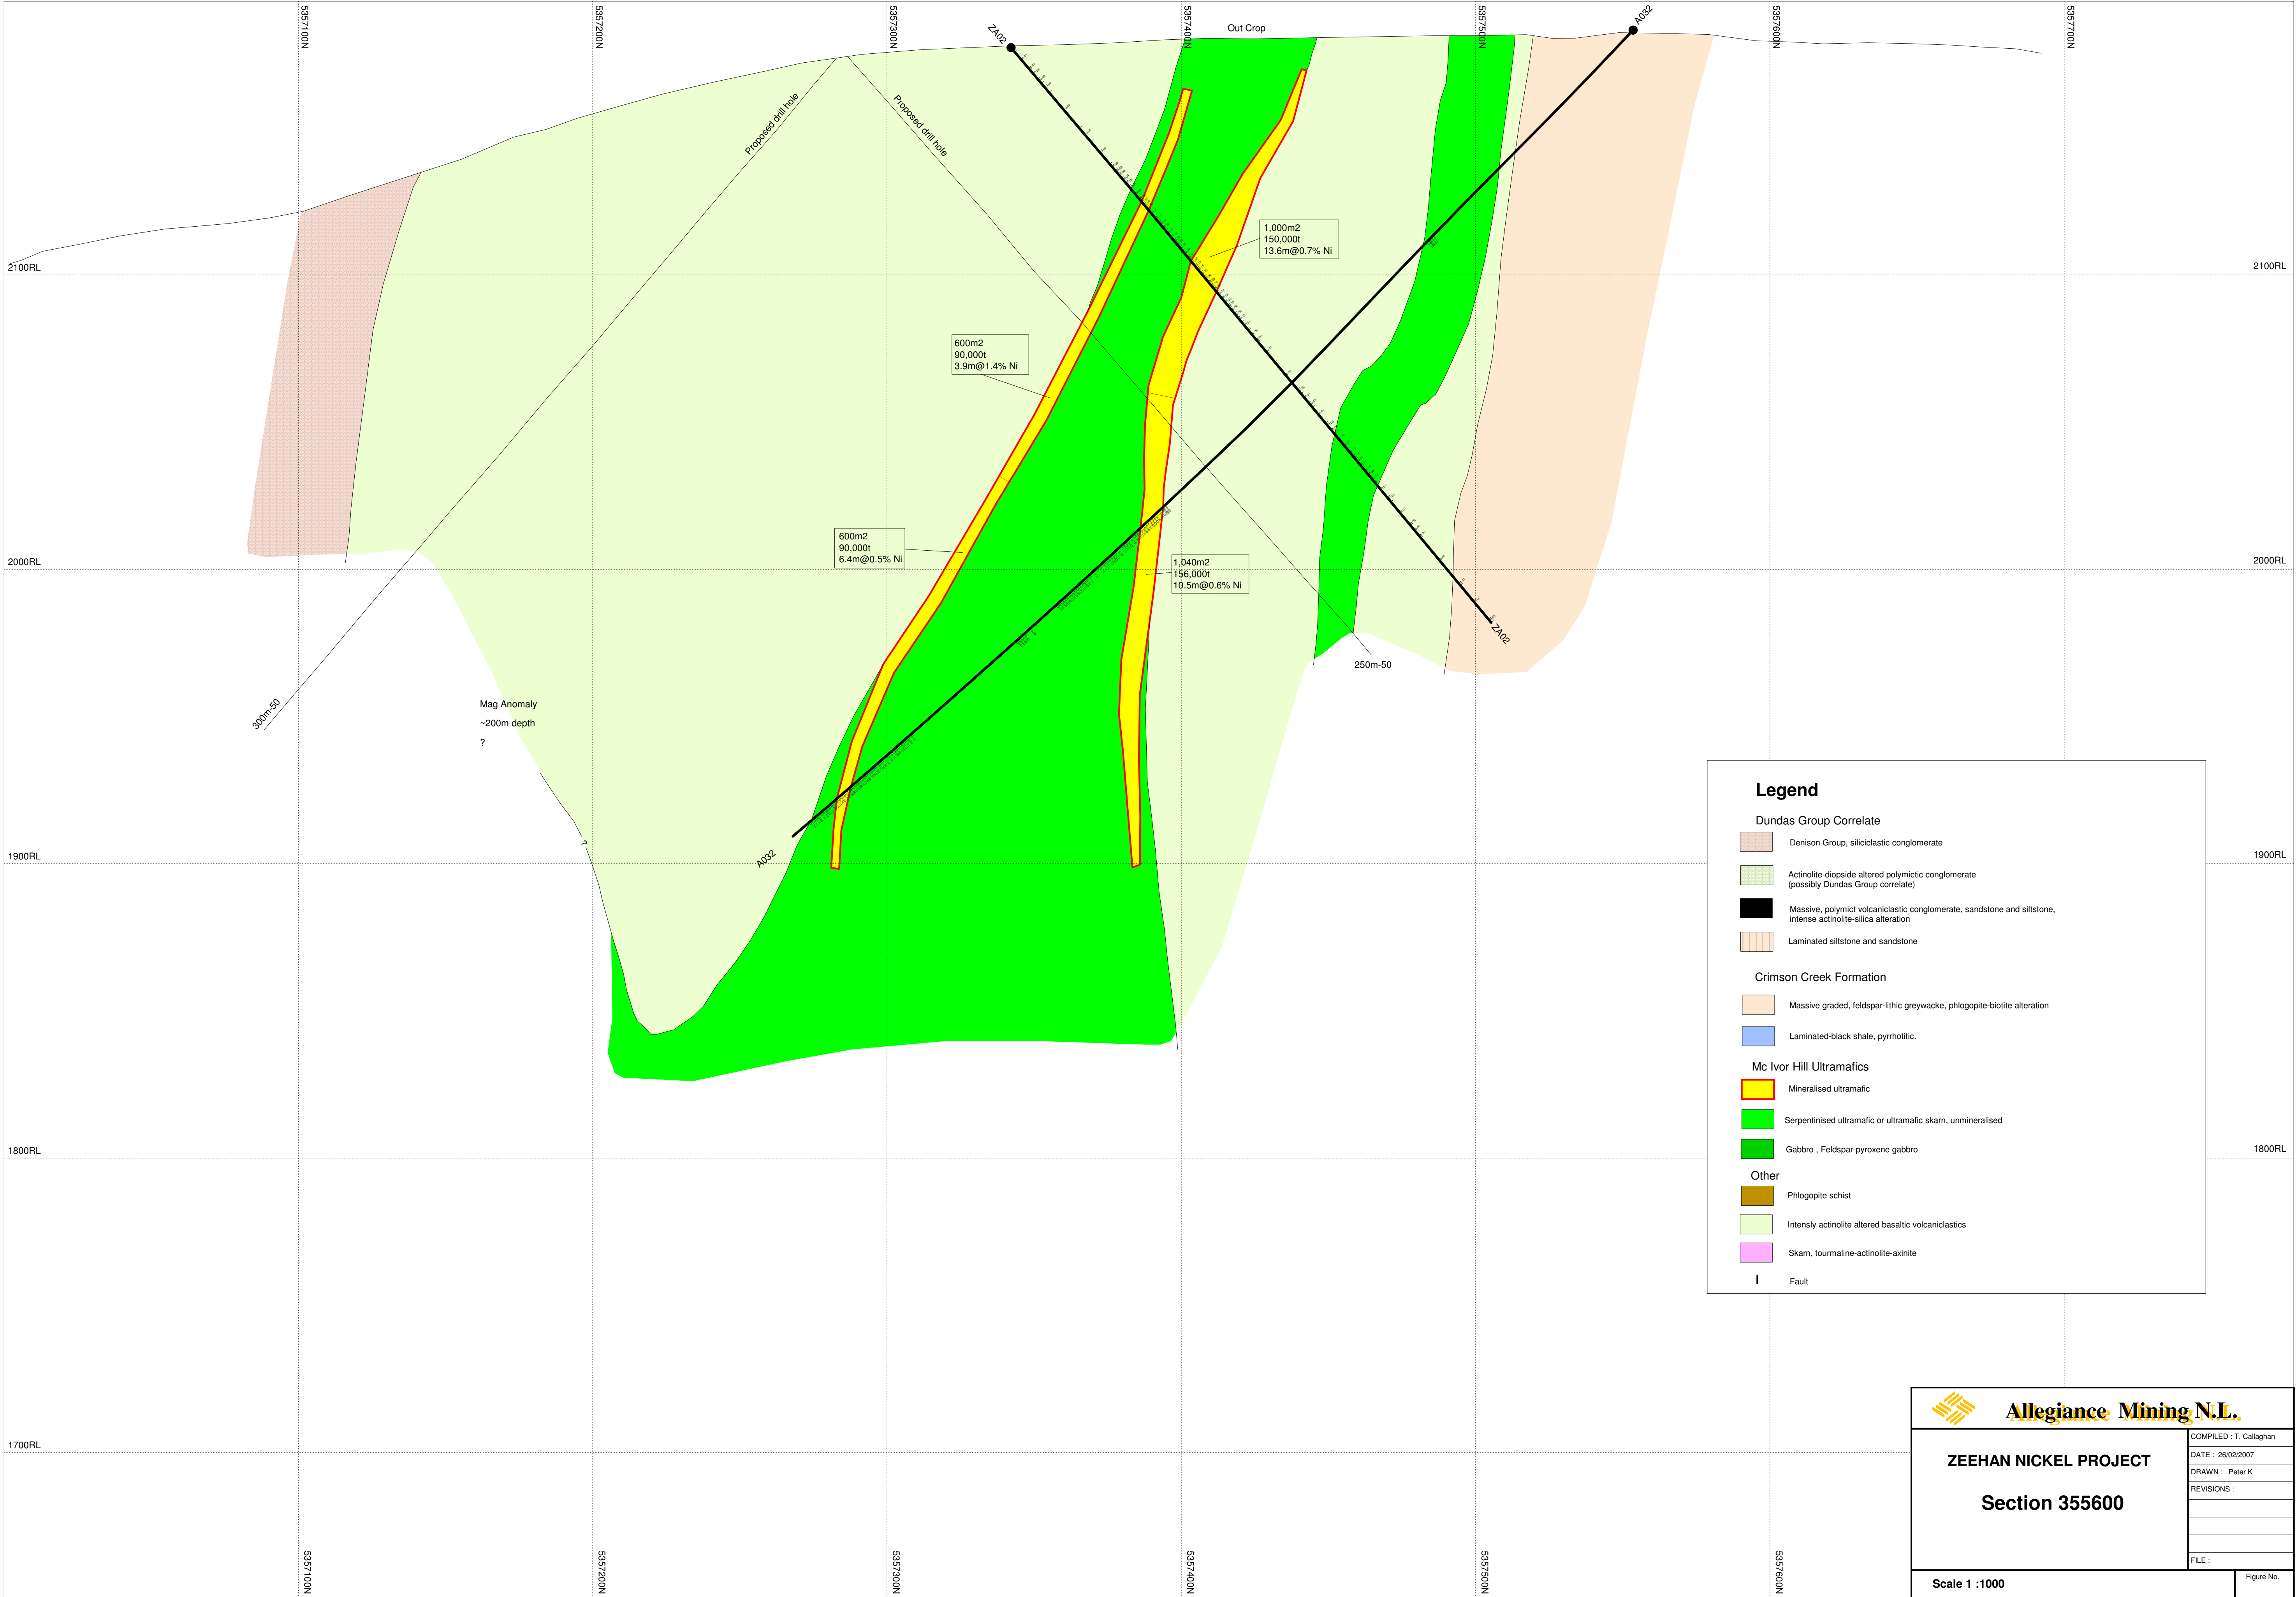 5357100N
5357200N
5357300N
5357400N
5357500N
5357600N
5357700N
ZA02
Out Crop
A032
Proposed drill hole
Proposed drill hole
1,000m2
150,000t
13.6m@0.7% Ni
2100RL
2100RL
600m2
90,000t
3.9m@1.4% Ni
600m2
90,000t
6.4m@0.5% Ni
1,040m2
156,000t
10.5m@0.6% Ni
2000RL
2000RL
ZA02
250m-50
300m-50
Mag Anomaly
~200m depth
?
?
A032
1900RL
1900RL
1800RL
1800RL
1700RL
Legend
Dundas Group Correlate
Denison Group, siliciclastic conglomerate
Actinolite-diopside altered polymictic conglomerate
(possibly Dundas Group correlate)
Massive, polymict volcaniclastic conglomerate, sandstone and siltstone,
intense actinolite-silica alteration
Laminated siltstone and sandstone
Crimson Creek Formation
Massive graded, feldspar-lithic greywacke, phlogopite-biotite alteration
Laminated-black shale, pyrrhotitic.
Mc Ivor Hill Ultramafics
Mineralised ultramafic
Serpentinised ultramafic or ultramafic skarn, unmineralised
Gabbro , Feldspar-pyroxene gabbro
Other
Phlogopite schist
Intensly actinolite altered basaltic volcaniclastics
Skarn, tourmaline-actinolite-axinite
Fault
Allegiance Mining N.L.
ZEEHAN NICKEL PROJECT
Section 355600
COMPILED : T. Callaghan
DATE : 26/02/2007
DRAWN : Peter K
REVISIONS :
FILE :
Scale 1 :1000
Figure No.
5357100N
5357200N
5357300N
5357400N
5357500N
5357600N